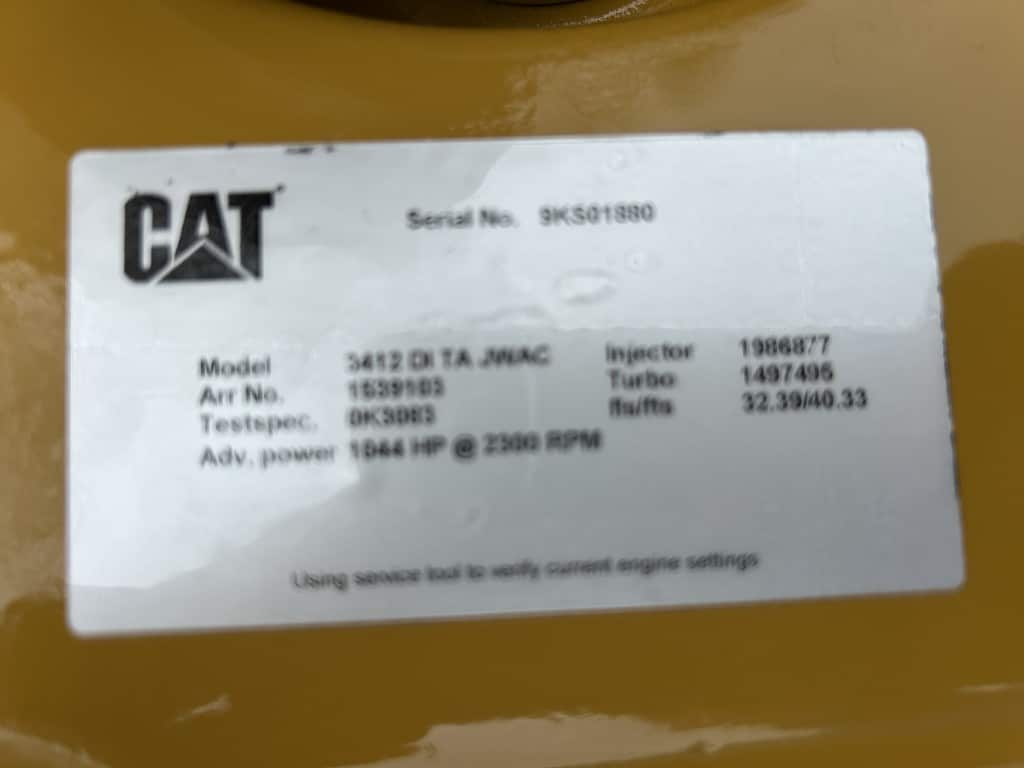 CAT
Serial No. 9KS01880
Model 3412 DI TA JWAC Injector 1986877
Arr No. 1539103 Turbo 1497495
Testspec. 0K3083 fls/fts 32.39/40.33
Adv. power 1044 HP @ 2300 RPM
Using service tool to verify current engine settings